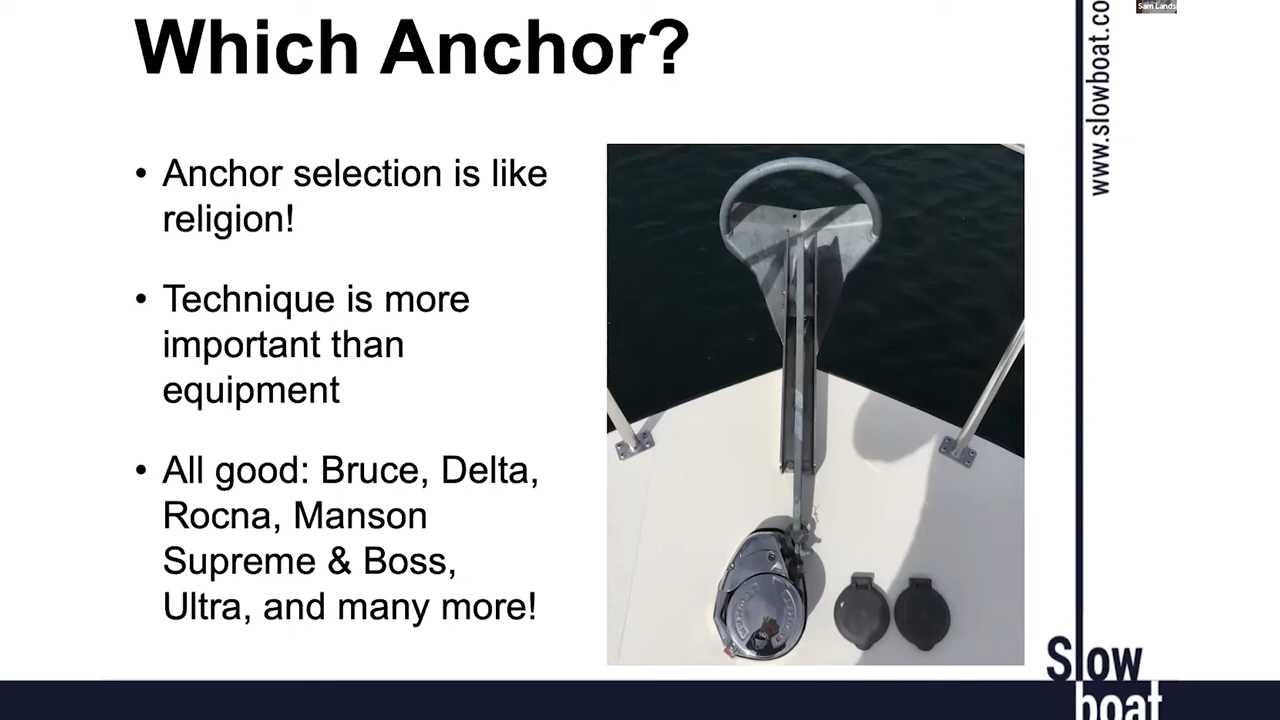 Which Anchor?
• Anchor selection is like
religion!
• Technique is more
important than
equipment
• All good: Bruce, Delta,
Rocna, Manson
Supreme & Boss,
Ultra, and many more!
www.slowboat.co
Sam Lands
Slow
boat